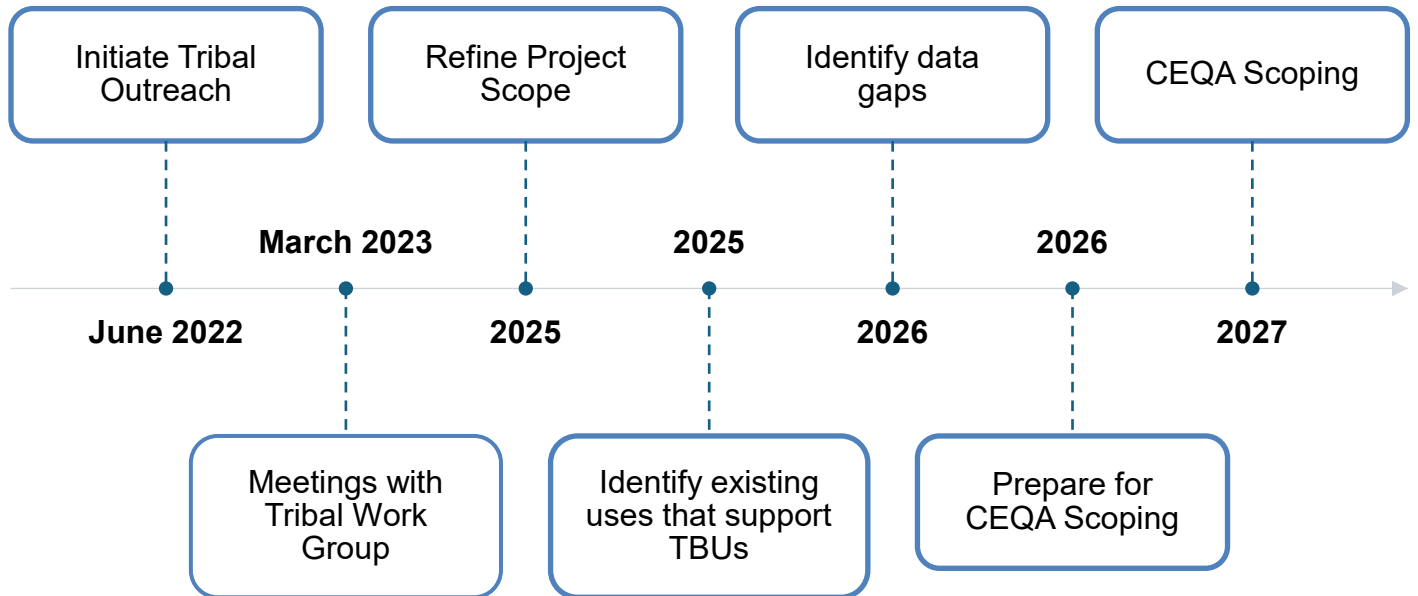 Initiate Tribal
Outreach
Refine Project
Scope
Identify data
gaps
CEQA Scoping
March 2023
2025
2026
June 2022
2025
2026
2027
Meetings with
Tribal Work
Group
Identify existing
uses that support
TBUs
Prepare for
CEQA Scoping